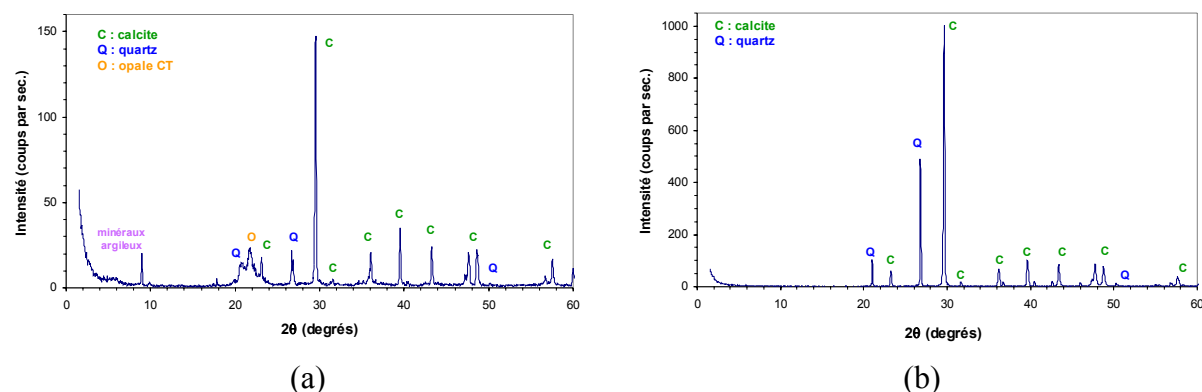 C : calcite
Q : quartz
O : opale CT
Intensité (coups par sec.)
150
100
50
0
minéraux
argileux
Q
O
C
Q
C
C
C
C
C
C
Q
C
0
10
20
30
40
50
60
2θ (degrés)
(a)
C : calcite
Q : quartz
Intensité (coups par sec.)
1000
800
600
400
200
0
Q
C
Q
C
C
C
C
C
C
Q
C
0
10
20
30
40
50
60
2θ (degrés)
(b)